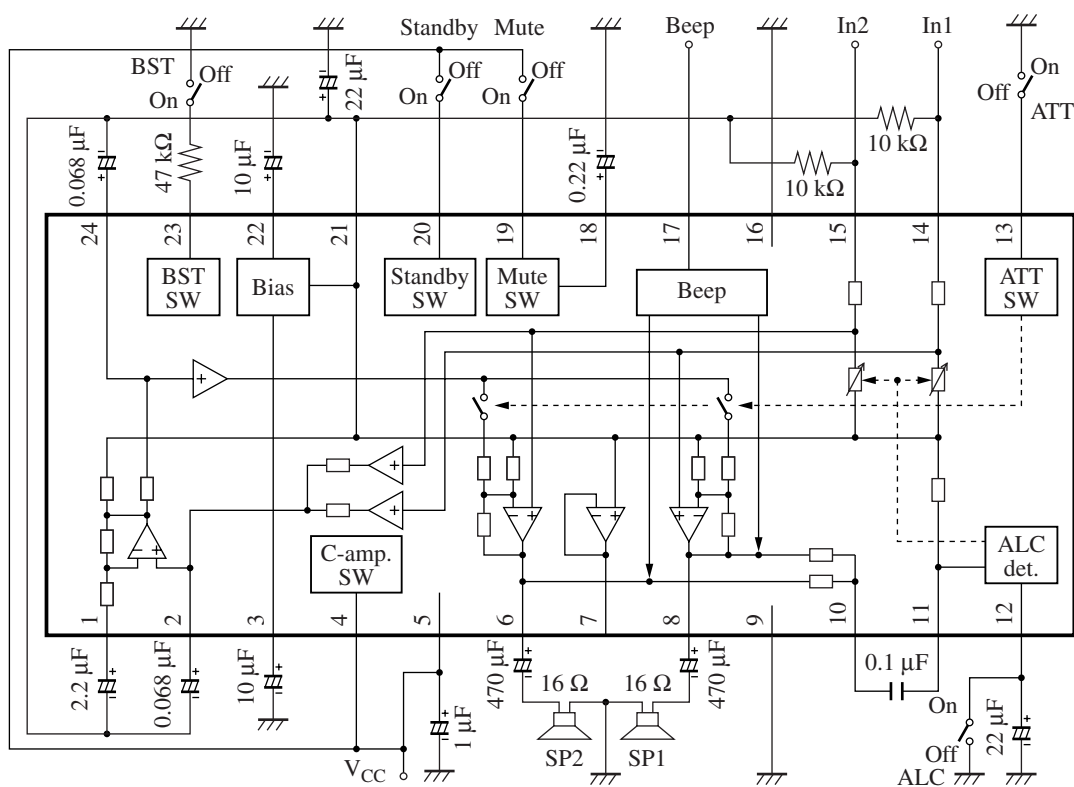 Standby Mute Beep In2 In1
BST Off On
22 µF
Off On
Off On
On Off ATT
0.068 µF
47 kΩ
10 µF
0.22 µF
10 kΩ
10 kΩ
24 23 22 21 20 19 18 17 16 15 14 13
BST SW
Bias
Standby SW
Mute SW
Beep
ATT SW
+
+
+
− +
− +
− +
+ −
− +
C-amp. SW
ALC det.
1 2 3 4 5 6 7 8 9 10 11 12
2.2 µF
0.068 µF
10 µF
1 µF
470 µF
16 Ω
16 Ω
470 µF
0.1 µF
On Off ALC
22 µF
SP2 SP1
VCC